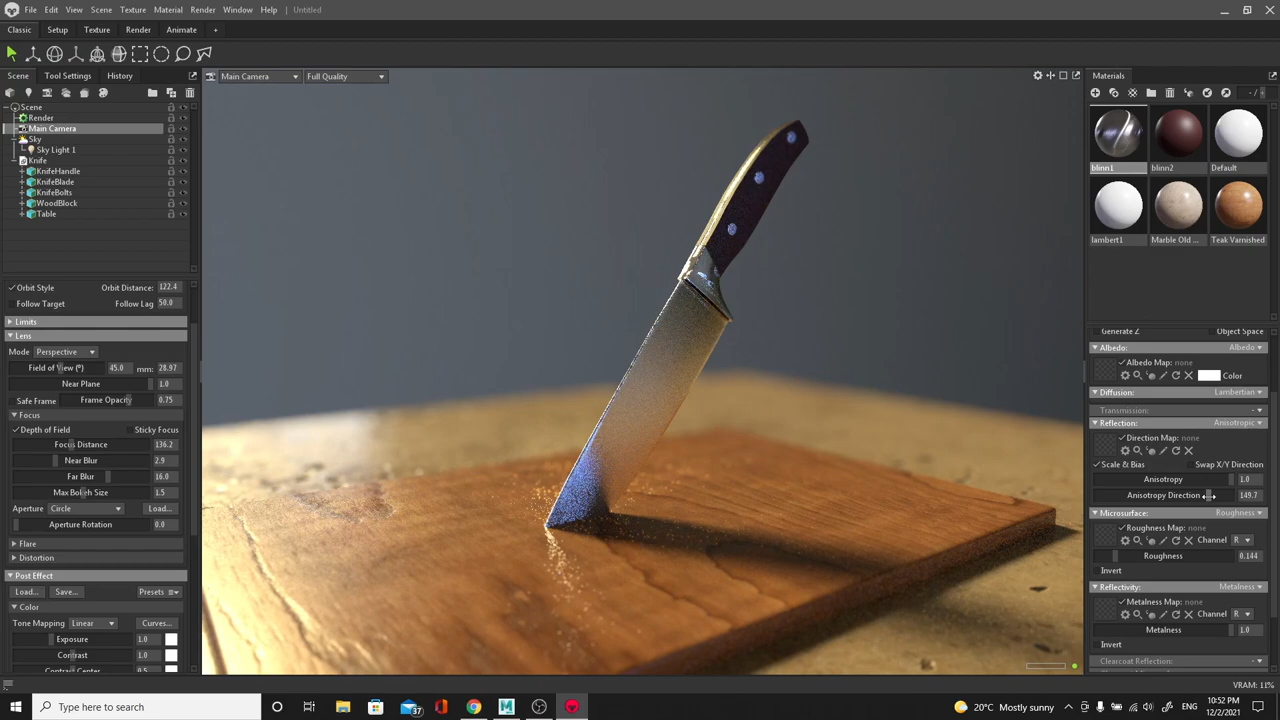 File Edit View Scene Texture Material Render Window Help Untitled
Classic Setup Texture Render Animate +
Scene Tool Settings History
Main Camera Full Quality
Materials
Scene
Render
Main Camera
Sky
Sky Light 1
Knife
KnifeHandle
KnifeBlade
KnifeBolts
WoodBlock
Table
Orbit Style Orbit Distance: 122.4
Follow Target Follow Lag 50.0
Limits
Lens
Mode Perspective
Field of View (º) 45.0 mm: 28.97
Near Plane 1.0
Safe Frame Frame Opacity 0.75
Focus
Depth of Field Sticky Focus
Focus Distance 136.2
Near Blur 2.9
Far Blur 16.0
Max Bokeh Size 1.5
Aperture Circle Load...
Aperture Rotation 0.0
Flare
Distortion
Post Effect
Load... Save... Presets
Color
Tone Mapping Linear Curves...
Exposure 1.0
Contrast 1.0
Contrast Center 0.5
- /
blinn1 blinn2 Default
lambert1 Marble Old ... Teak Varnished
Generate Z Object Space
Albedo: Albedo
Albedo Map: none
Color
Diffusion: Lambertian
Transmission: -
Reflection: Anisotropic
Direction Map: none
Scale & Bias Swap X/Y Direction
Anisotropy 1.0
Anisotropy Direction 149.7
Microsurface: Roughness
Roughness Map: none
Channel R
Roughness 0.144
Invert
Reflectivity: Metalness
Metalness Map: none
Channel R
Metalness 1.0
Invert
Clearcoat Reflection: -
VRAM: 11%
Type here to search
37
20°C Mostly sunny
ENG
10:52 PM
12/2/2021